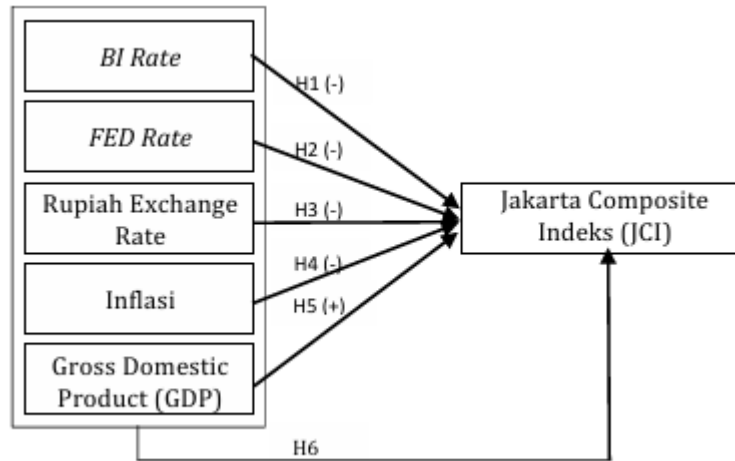 BI Rate
H1 (-)
FED Rate
H2 (-)
Rupiah Exchange
Rate
H3 (-)
Jakarta Composite
Indeks (JCI)
Inflasi
H4 (-)
H5 (+)
Gross Domestic
Product (GDP)
H6